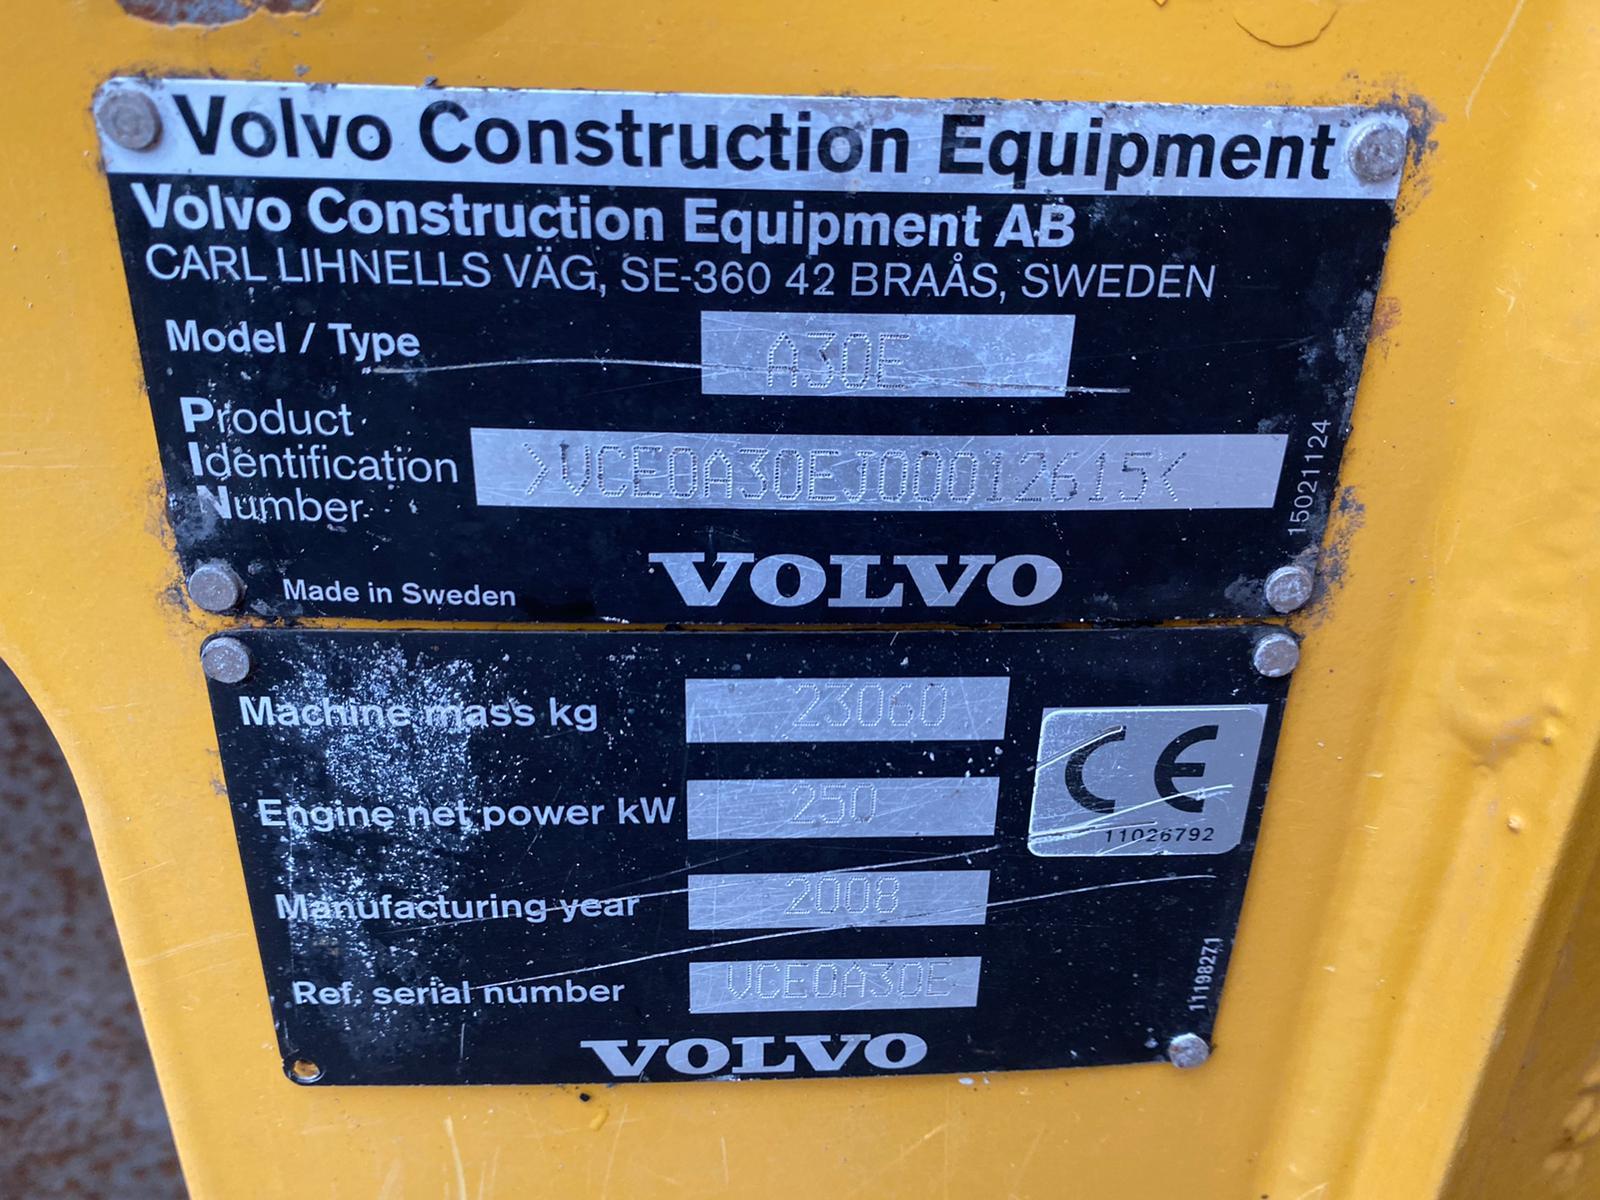 Volvo Construction Equipment
Volvo Construction Equipment AB
CARL LIHNELLS VÄG, SE-360 42 BRAÅS, SWEDEN
Model / Type A30E
Product
Identification
Number
>VCE0A30EJ00012615<
15021124
Made in Sweden VOLVO
Machine mass kg 23060
Engine net power kW 250
CE
11026792
Manufacturing year 2008
Ref. serial number VCE0A30E
11198271
VOLVO